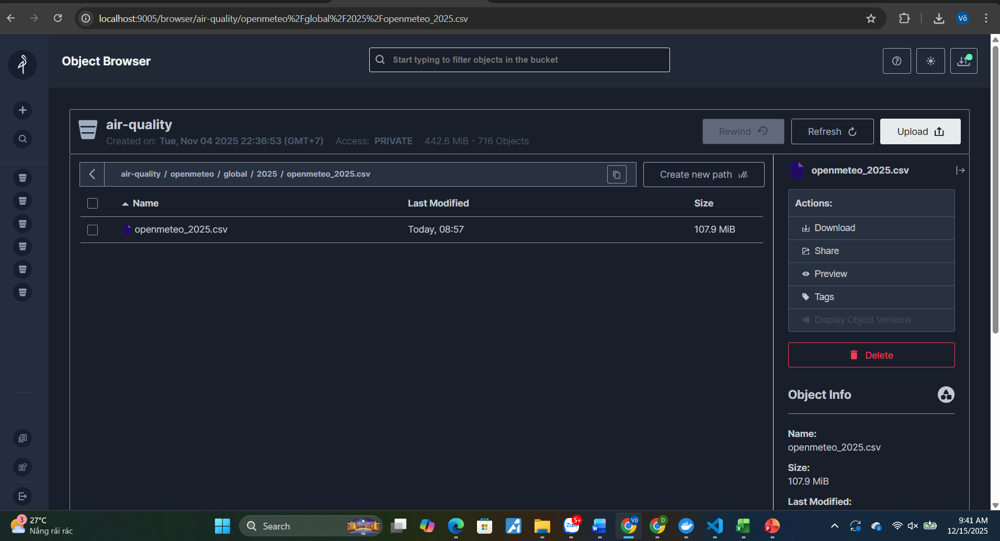 localhost:9005/browser/air-quality/openmeteo%2Fglobal%2F2025%2Fopenmeteo_2025.csv
Võ
Object Browser
Start typing to filter objects in the bucket
air-quality
Created on: Tue, Nov 04 2025 22:36:53 (GMT+7) Access: PRIVATE 442.6 MiB - 716 Objects
Rewind
Refresh
Upload
air-quality / openmeteo / global / 2025 / openmeteo_2025.csv
Create new path
Name
Last Modified
Size
openmeteo_2025.csv
Today, 08:57
107.9 MiB
openmeteo_2025.csv
Actions:
Download
Share
Preview
Tags
Display Object Versions
Delete
Object Info
Name:
openmeteo_2025.csv
Size:
107.9 MiB
Last Modified:
3
27°C
Nắng rải rác
Search
Zalo
5+
W
Võ
D
X
P
9:41 AM
12/15/2025